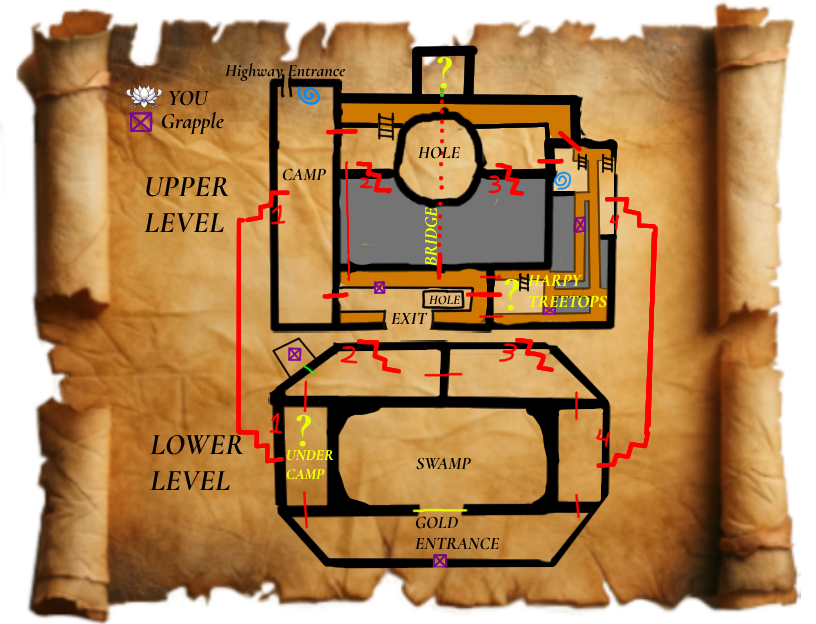 Highway Entrance
YOU
Grapple
?
HOLE
CAMP
2
3
UPPER
LEVEL
1
4
BRIDGE
? HARPY
TREETOPS
HOLE
EXIT
2
3
1
?
4
UNDER
CAMP
LOWER
LEVEL
SWAMP
GOLD
ENTRANCE